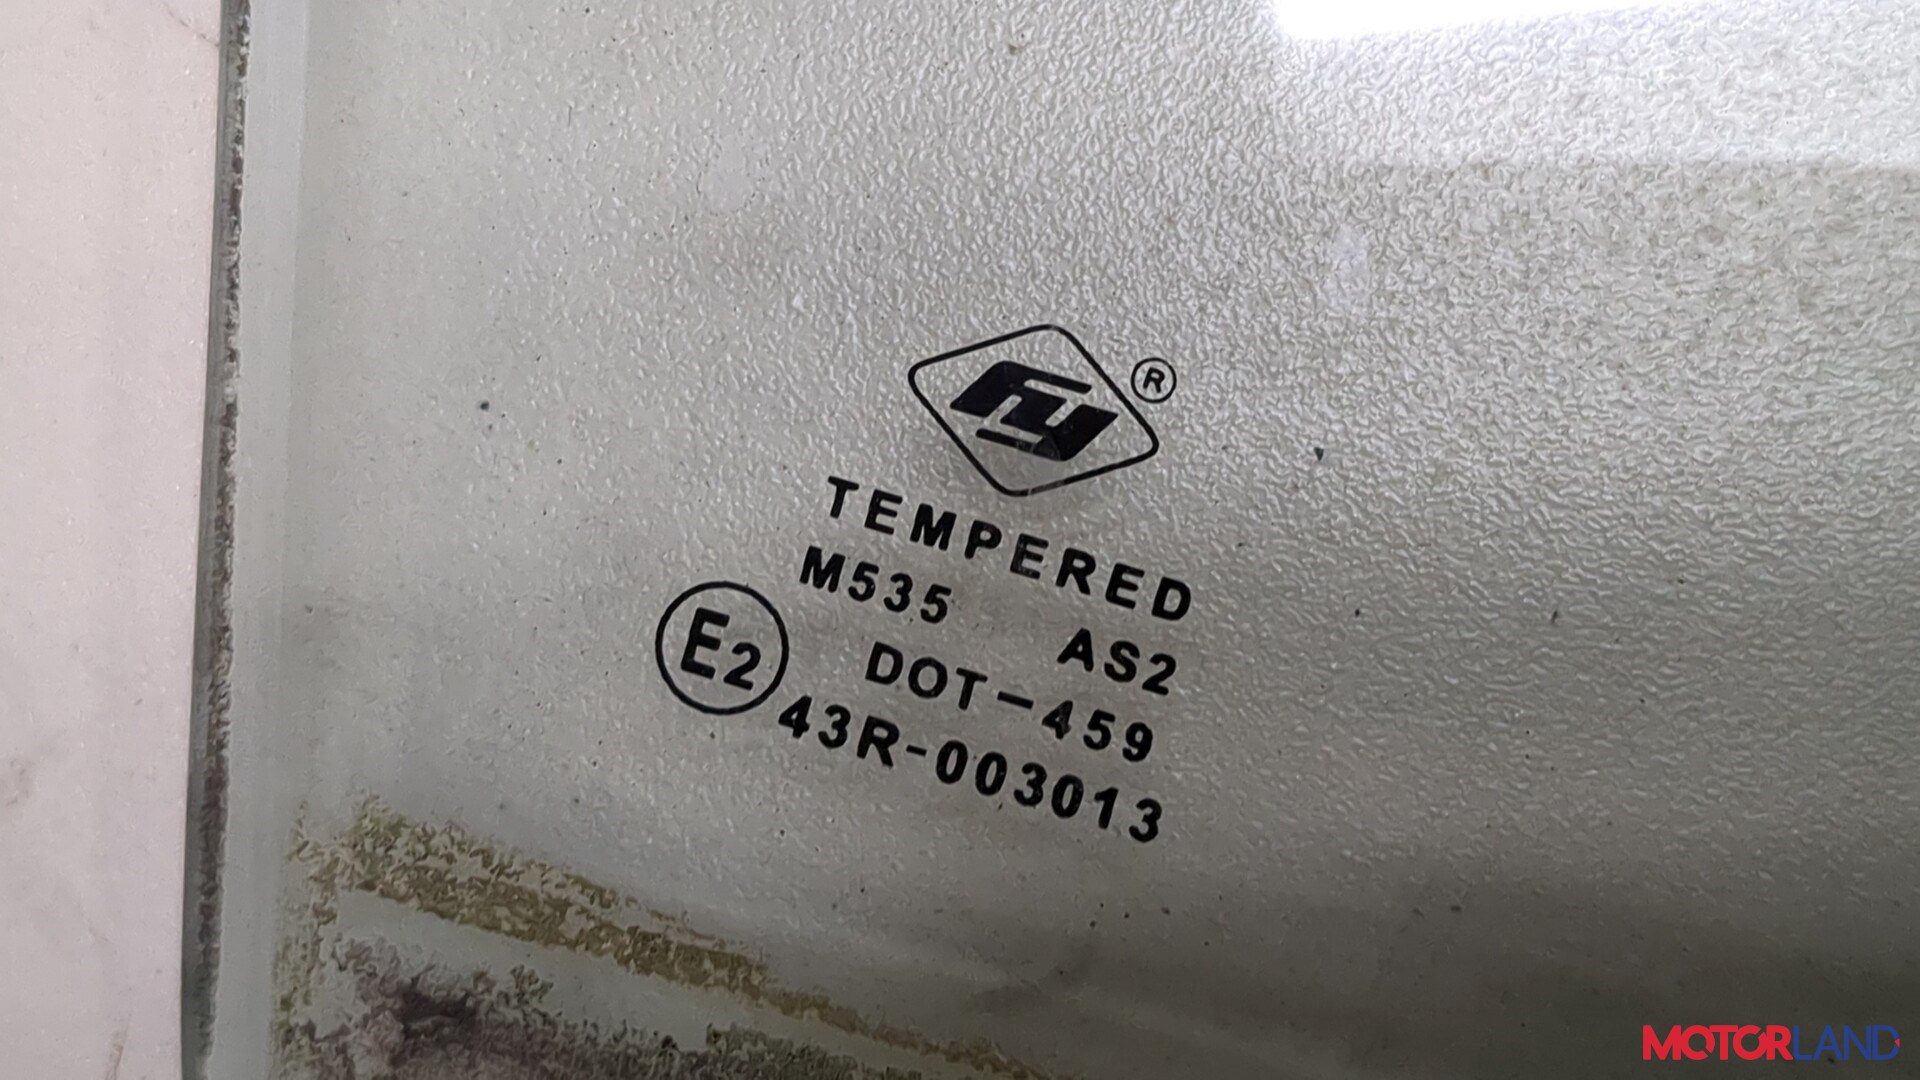 FY ®
TEMPERED
M535 AS2
DOT-459
E2
43R-003013
MOTORLAND